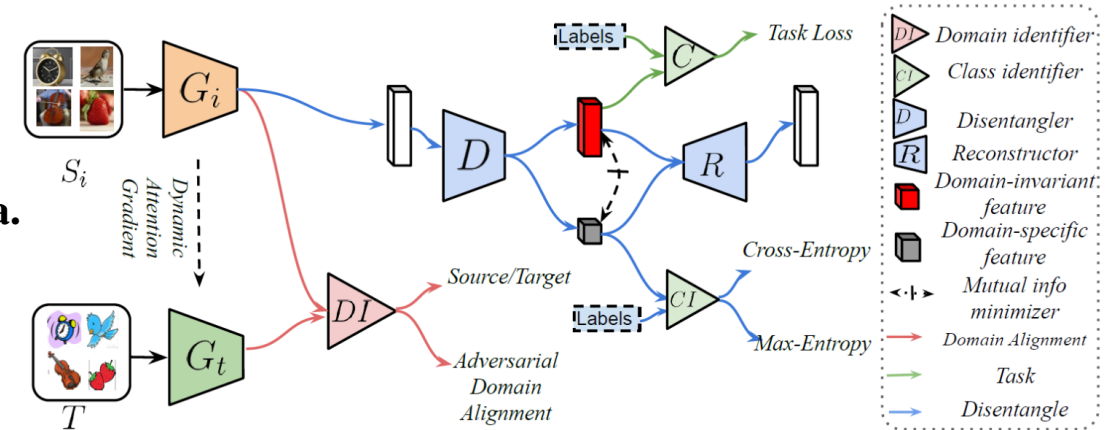 a.
S_i
G_i
Dynamic
Attention
Gradient
T
G_t
DI
Source/Target
Adversarial
Domain
Alignment
D
Labels
C
Task Loss
R
Labels
CI
Cross-Entropy
Max-Entropy
DI Domain identifier
CI Class identifier
D Disentangler
R Reconstructor
Domain-invariant
feature
Domain-specific
feature
Mutual info
minimizer
Domain Alignment
Task
Disentangle